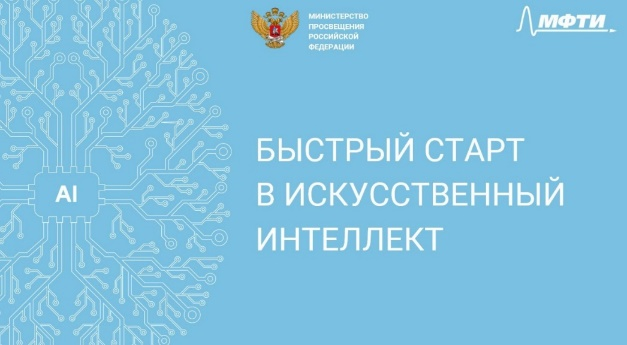 МИНИСТЕРСТВО
ПРОСВЕЩЕНИЯ
РОССИЙСКОЙ
ФЕДЕРАЦИИ
МФТИ
БЫСТРЫЙ СТАРТ
В ИСКУССТВЕННЫЙ
ИНТЕЛЛЕКТ
AI